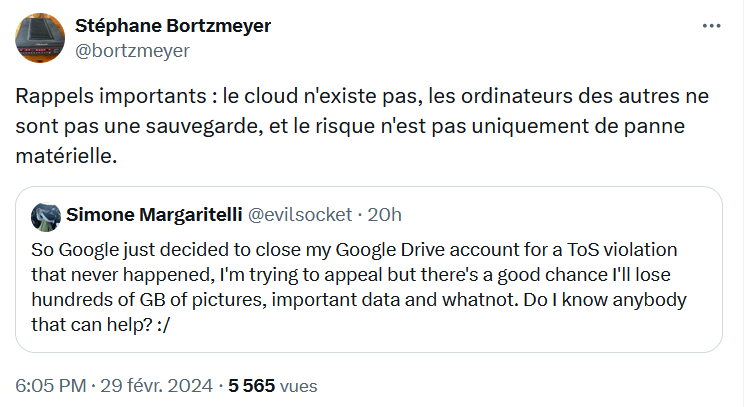 Stéphane Bortzmeyer
@bortzmeyer
Rappels importants : le cloud n'existe pas, les ordinateurs des autres ne
sont pas une sauvegarde, et le risque n'est pas uniquement de panne
matérielle.
Simone Margaritelli @evilsocket · 20h
So Google just decided to close my Google Drive account for a ToS violation
that never happened, I'm trying to appeal but there's a good chance I'll lose
hundreds of GB of pictures, important data and whatnot. Do I know anybody
that can help? :/
6:05 PM · 29 févr. 2024 · 5 565 vues